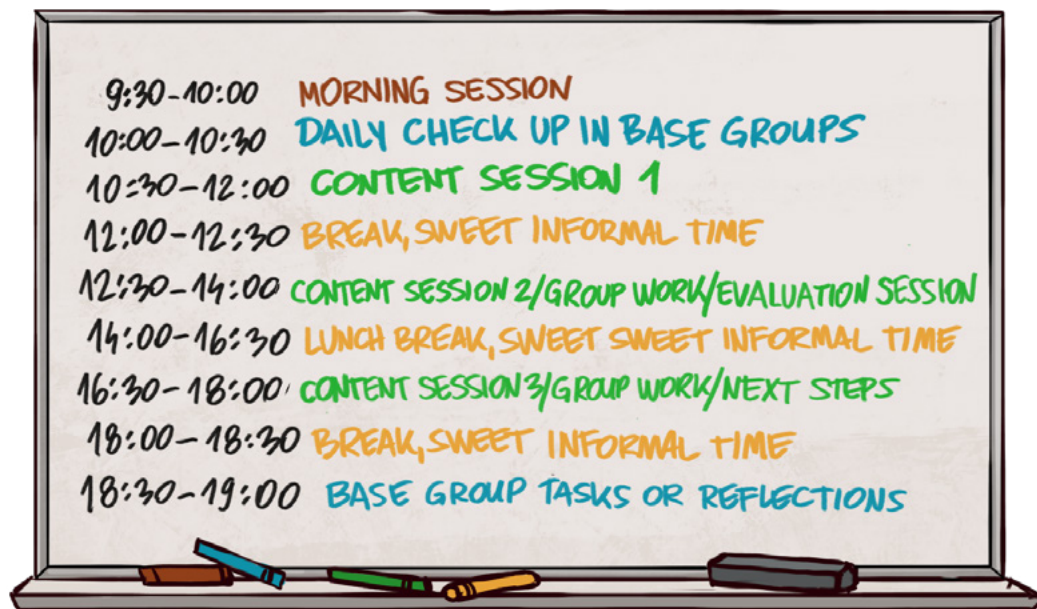 9:30-10:00 MORNING SESSION
10:00-10:30 DAILY CHECK UP IN BASE GROUPS
10:30-12:00 CONTENT SESSION 1
12:00-12:30 BREAK, SWEET INFORMAL TIME
12:30-14:00 CONTENT SESSION 2/GROUP WORK/EVALUATION SESSION
14:00-16:30 LUNCH BREAK, SWEET SWEET INFORMAL TIME
16:30-18:00 CONTENT SESSION 3/GROUP WORK/NEXT STEPS
18:00-18:30 BREAK, SWEET INFORMAL TIME
18:30-19:00 BASE GROUP TASKS OR REFLECTIONS